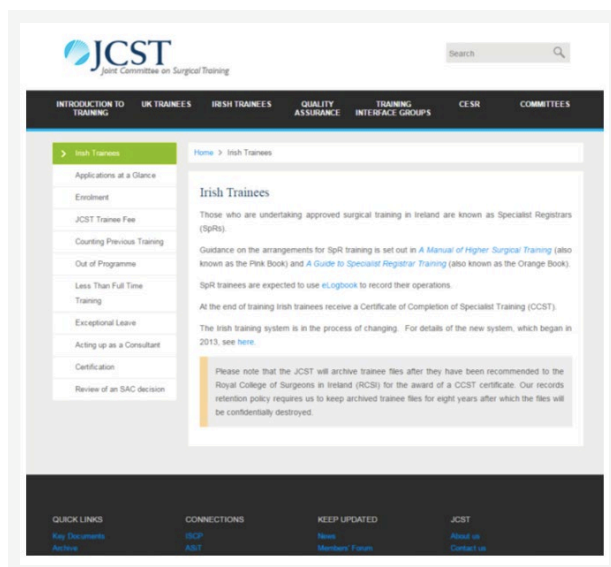 JCST
Joint Committee on Surgical Training
Search
INTRODUCTION TO
TRAINING
UK TRAINEES
IRISH TRAINEES
QUALITY
ASSURANCE
TRAINING
INTERFACE GROUPS
CESR
COMMITTEES
Irish Trainees
Applications at a Glance
Enrolment
JCST Trainee Fee
Counting Previous Training
Out of Programme
Less Than Full Time
Training
Exceptional Leave
Acting up as a Consultant
Certification
Review of an SAC decision
Home > Irish Trainees
Irish Trainees
Those who are undertaking approved surgical training in Ireland are known as Specialist Registrars
(SpRs).
Guidance on the arrangements for SpR training is set out in A Manual of Higher Surgical Training (also
known as the Pink Book) and A Guide to Specialist Registrar Training (also known as the Orange Book).
SpR trainees are expected to use eLogbook to record their operations.
At the end of training Irish trainees receive a Certificate of Completion of Specialist Training (CCST).
The Irish training system is in the process of changing. For details of the new system, which began in
2013, see here.
Please note that the JCST will archive trainee files after they have been recommended to the
Royal College of Surgeons in Ireland (RCSI) for the award of a CCST certificate. Our records
retention policy requires us to keep archived trainee files for eight years after which the files will
be confidentially destroyed.
QUICK LINKS
Key Documents
Archive
CONNECTIONS
ISCP
ASiT
KEEP UPDATED
News
Members' Forum
JCST
About us
Contact us